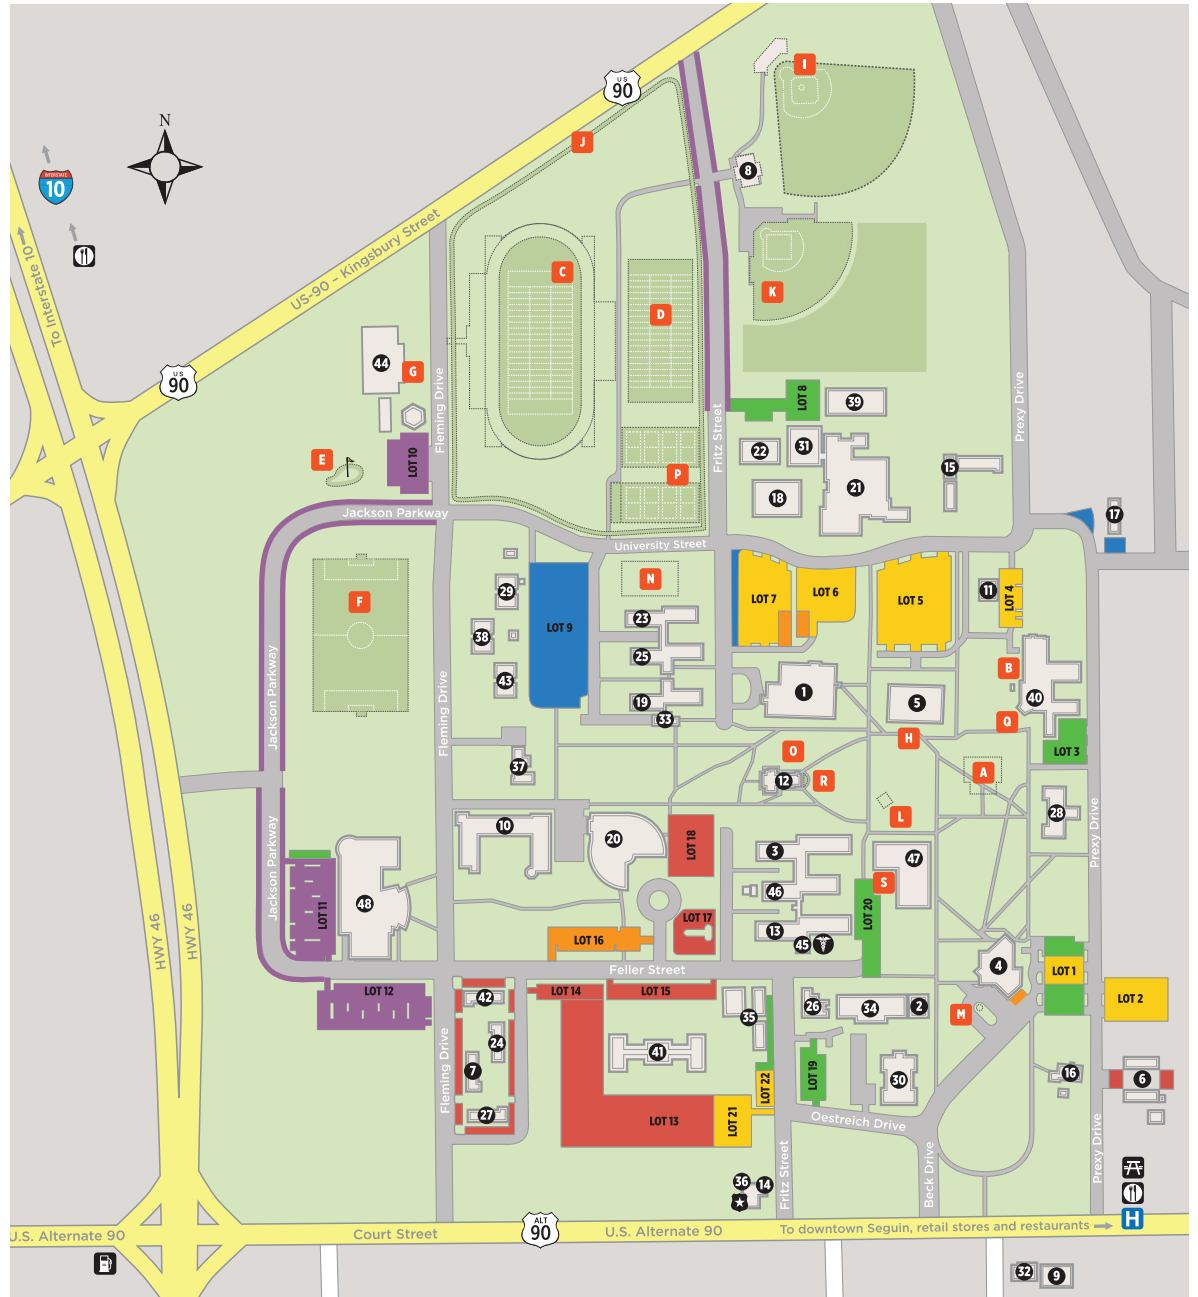 I
US
90
J
N
INTERSTATE
10
8
To Interstate 10
US-90 – Kingsbury Street
C
K
D
US
90
44
G
Fleming Drive
LOT 8
39
Prexy Drive
Fritz Street
22
31
E
LOT 10
P
15
21
18
17
Jackson Parkway
University Street
N
29
11
LOT 4
LOT 7
LOT 6
LOT 5
F
23
LOT 9
38
25
B
43
40
1
5
19
33
Q
Jackson Parkway
Fleming Drive
H
O
LOT 3
37
A
12
R
28
L
10
20
LOT 18
3
47
Prexy Drive
Jackson Parkway
S
46
48
LOT 11
LOT 20
LOT 17
13
HWY 46
HWY 46
LOT 16
45
4
Feller Street
LOT 1
LOT 12
42
LOT 14
LOT 15
LOT 2
26
34
2
M
35
24
41
Fleming Drive
7
LOT 19
30
16
6
LOT 22
27
LOT 13
LOT 21
Oestreich Drive
Prexy Drive
36
14
Fritz Street
Beck Drive
H
U.S. Alternate 90
Court Street
ALT
90
U.S. Alternate 90
To downtown Seguin, retail stores and restaurants
32
9